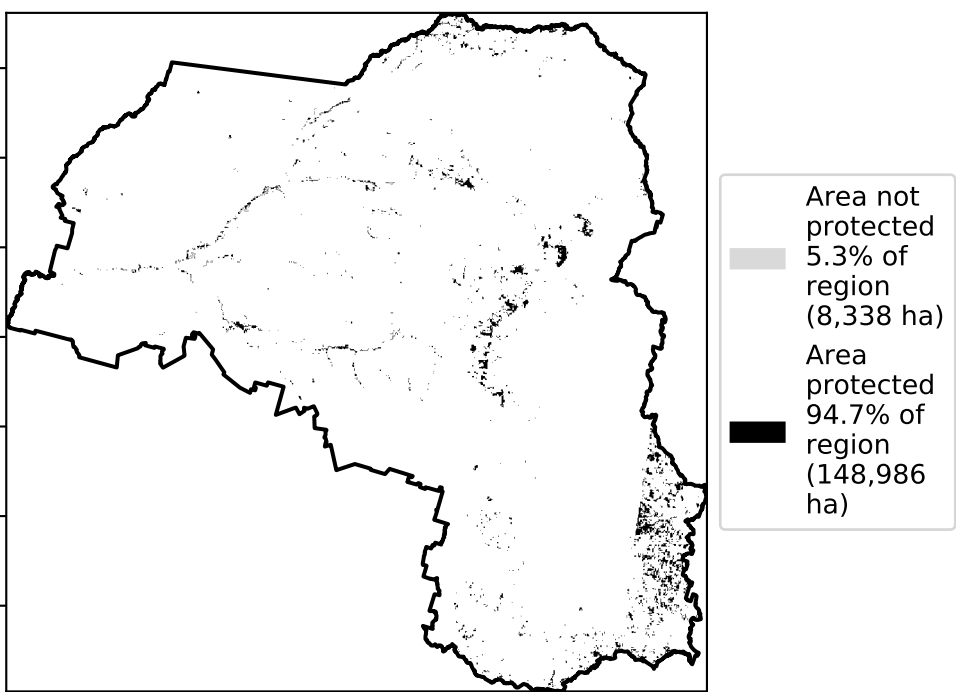 Area not
protected
5.3% of
region
(8,338 ha)
Area
protected
94.7% of
region
(148,986
ha)